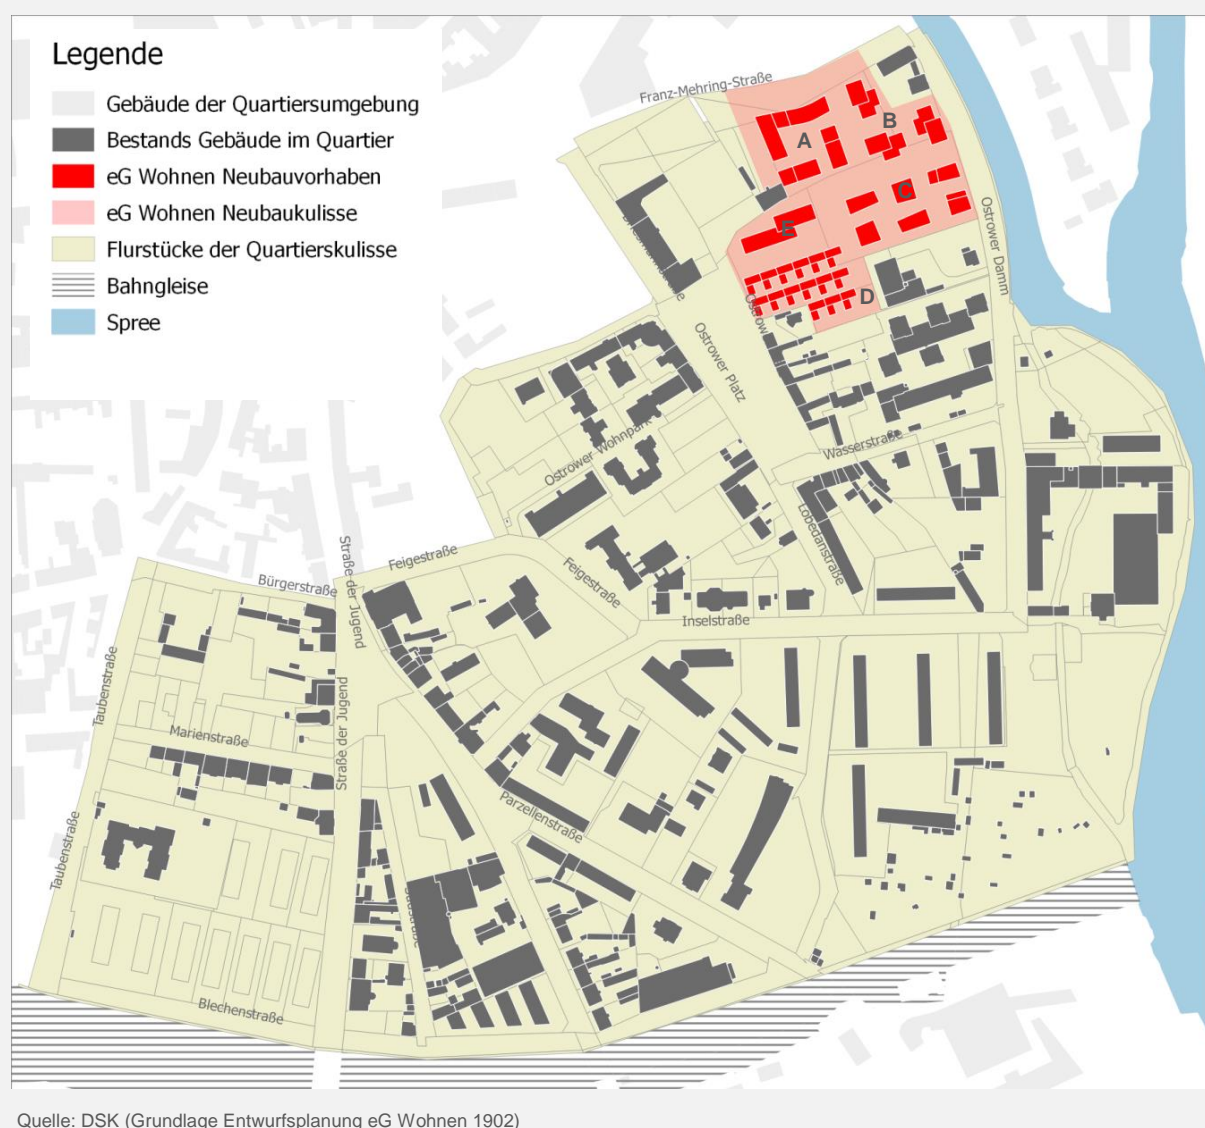 Legende
Gebäude der Quartiersumgebung
Bestands Gebäude im Quartier
eG Wohnen Neubauvorhaben
eG Wohnen Neubaukulisse
Flurstücke der Quartierskulisse
Bahngleise
Spree
Franz-Mehring-Straße
A
B
C
E
D
Ostrower Damm
Ostrower Platz
Ostrower Wohnpark
Wasserstraße
Lobedanstraße
Straße der Jugend
Feigestraße
Feigestraße
Bürgerstraße
Inselstraße
Taubenstraße
Straße der Jugend
Marienstraße
Parzellenstraße
Taubenstraße
Blechenstraße
Quelle: DSK (Grundlage Entwurfsplanung eG Wohnen 1902)